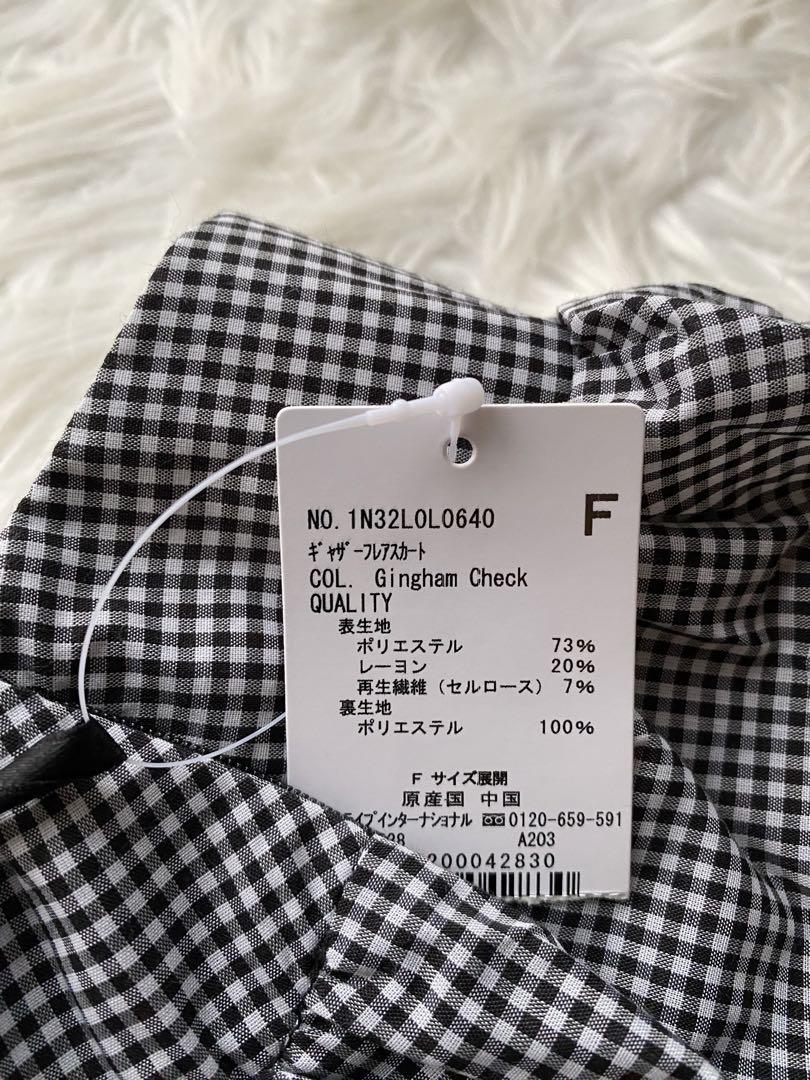 NO. 1N32L0L0640 F
ｷﾞｬｻﾞｰﾌﾚｱｽｶｰﾄ
COL. Gingham Check
QUALITY
表生地
ポリエステル 73%
レーヨン 20%
再生繊維 (セルロース) 7%
裏生地
ポリエステル 100%
F サイズ展開
原産国 中国
イプインターナショナル 0120-659-591
28 A203
200042830